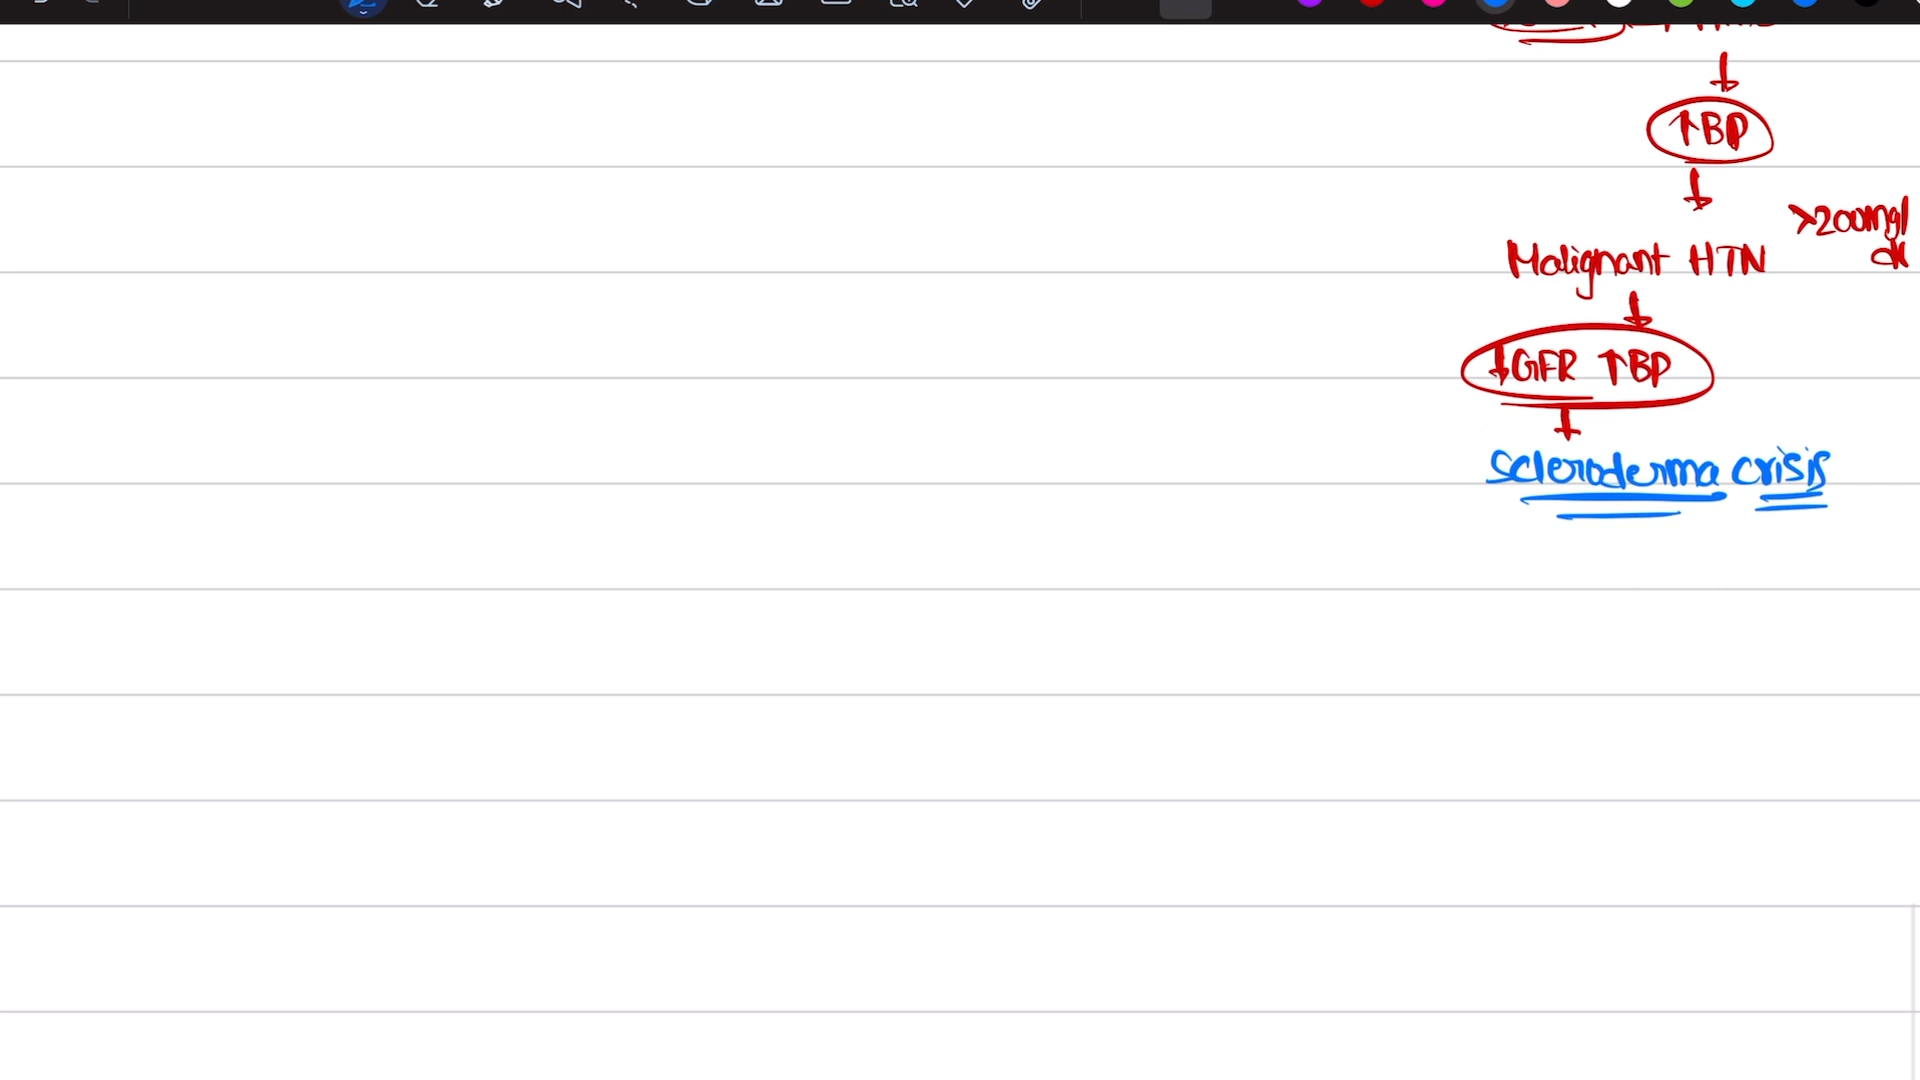 ↓
↑BP
↓
>200mg/
dl
Malignant HTN
↓
↓GFR ↑BP
↓
Scleroderma crisis